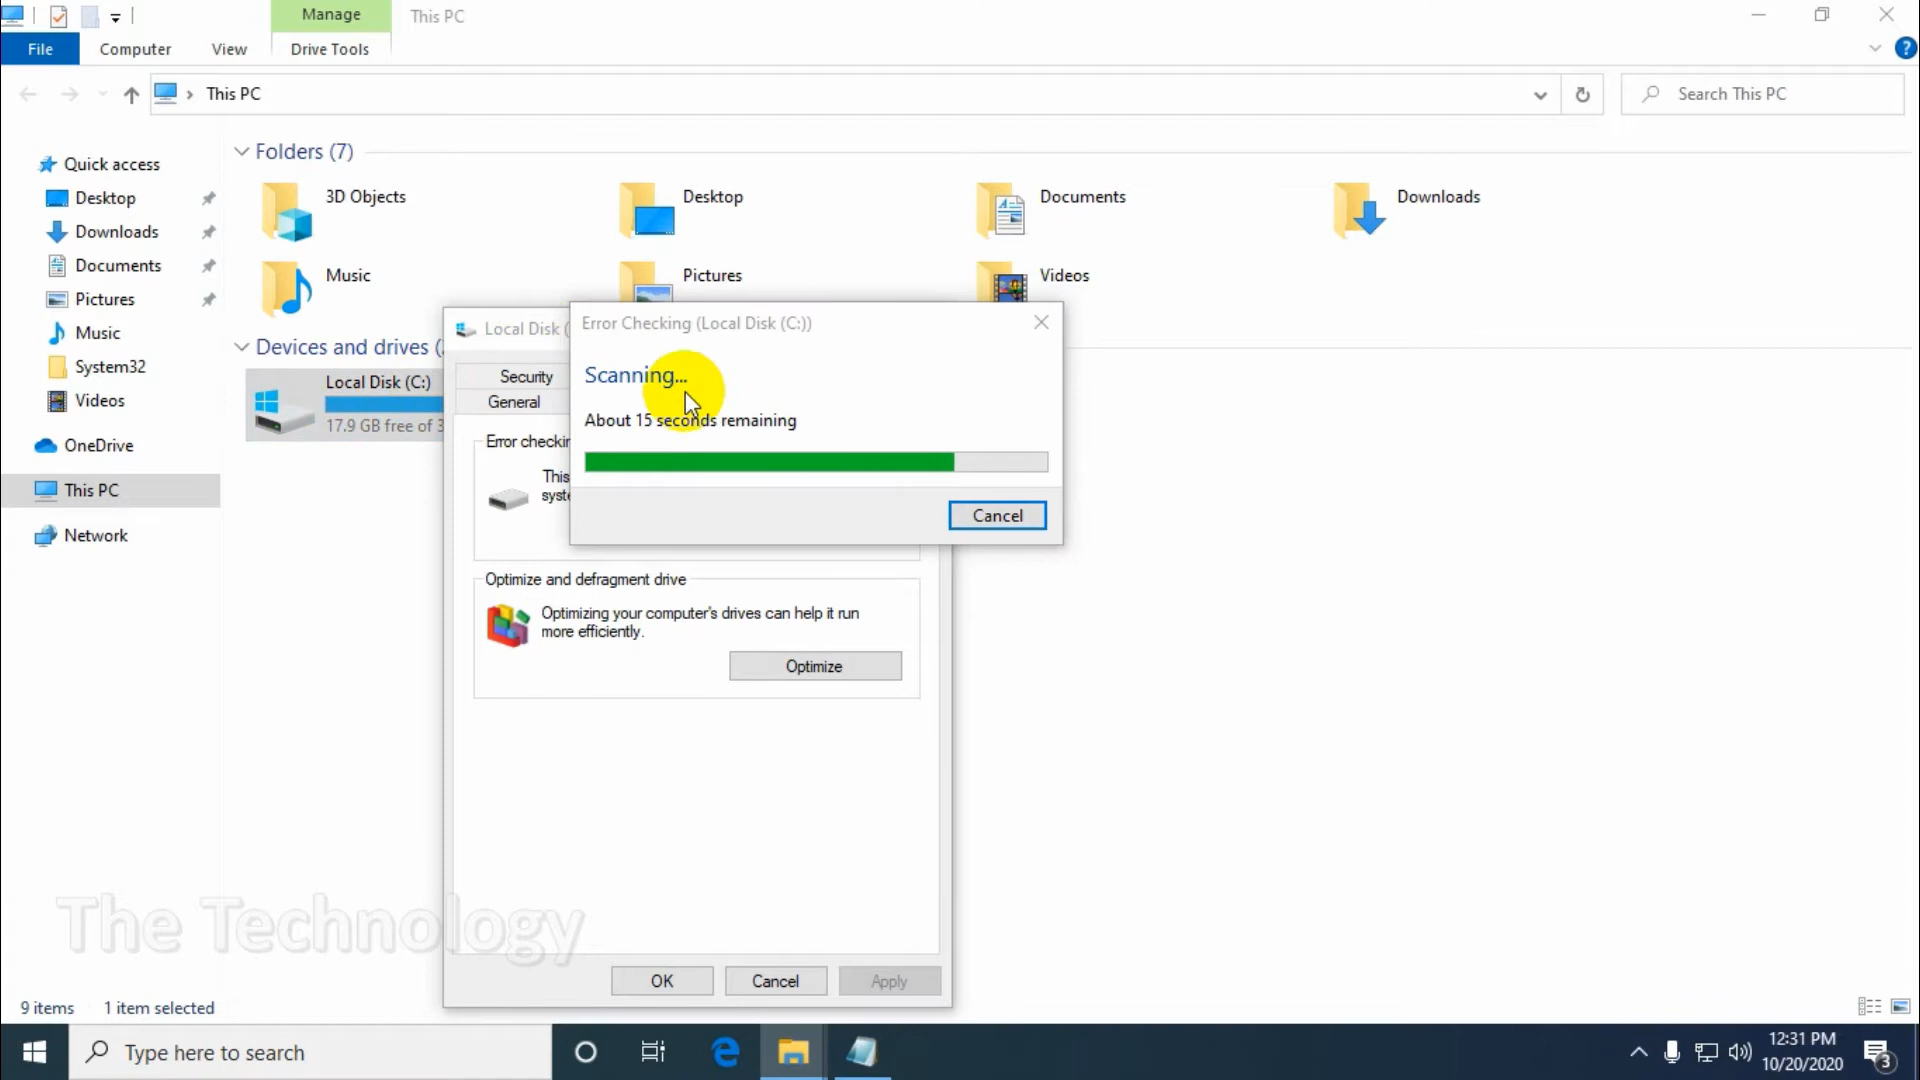 Manage
This PC
File
Computer
View
Drive Tools
?
This PC
Search This PC
Quick access
Desktop
Downloads
Documents
Pictures
Music
System32
Videos
OneDrive
This PC
Network
Folders (7)
3D Objects
Desktop
Documents
Downloads
Music
Pictures
Videos
Devices and drives (
Local Disk (C:)
17.9 GB free of
Local Disk (
Security
General
Error checkin
This
syste
Error Checking (Local Disk (C:))
Scanning...
About 15 seconds remaining
Cancel
Optimize and defragment drive
Optimizing your computer's drives can help it run
more efficiently.
Optimize
OK
Cancel
Apply
The Technology
9 items
1 item selected
Type here to search
12:31 PM
10/20/2020
3